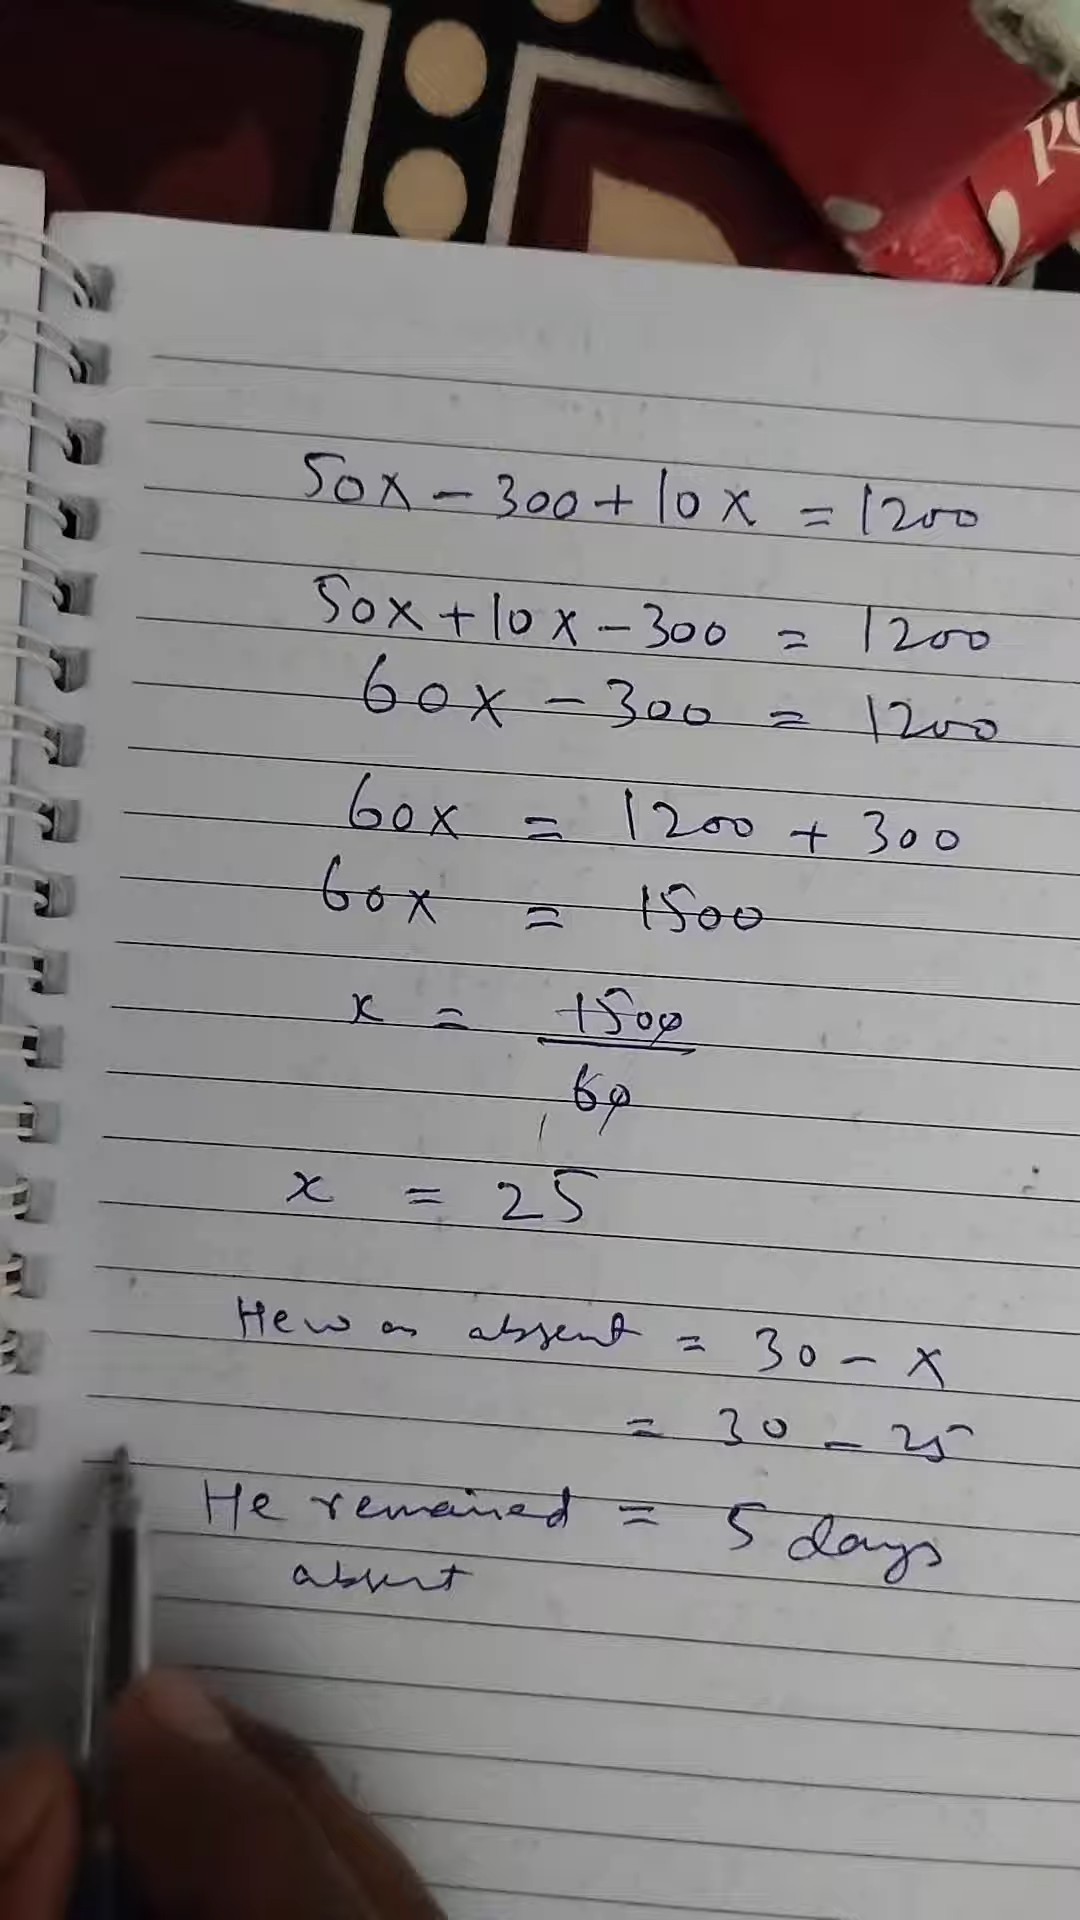 50x - 300 + 10x = 1200
50x + 10x - 300 = 1200
60x - 300 = 1200
60x = 1200 + 300
60x = 1500
x = 1500
60
x = 25
He was absent = 30 - x
= 30 - 25
He remained = 5 days
absent